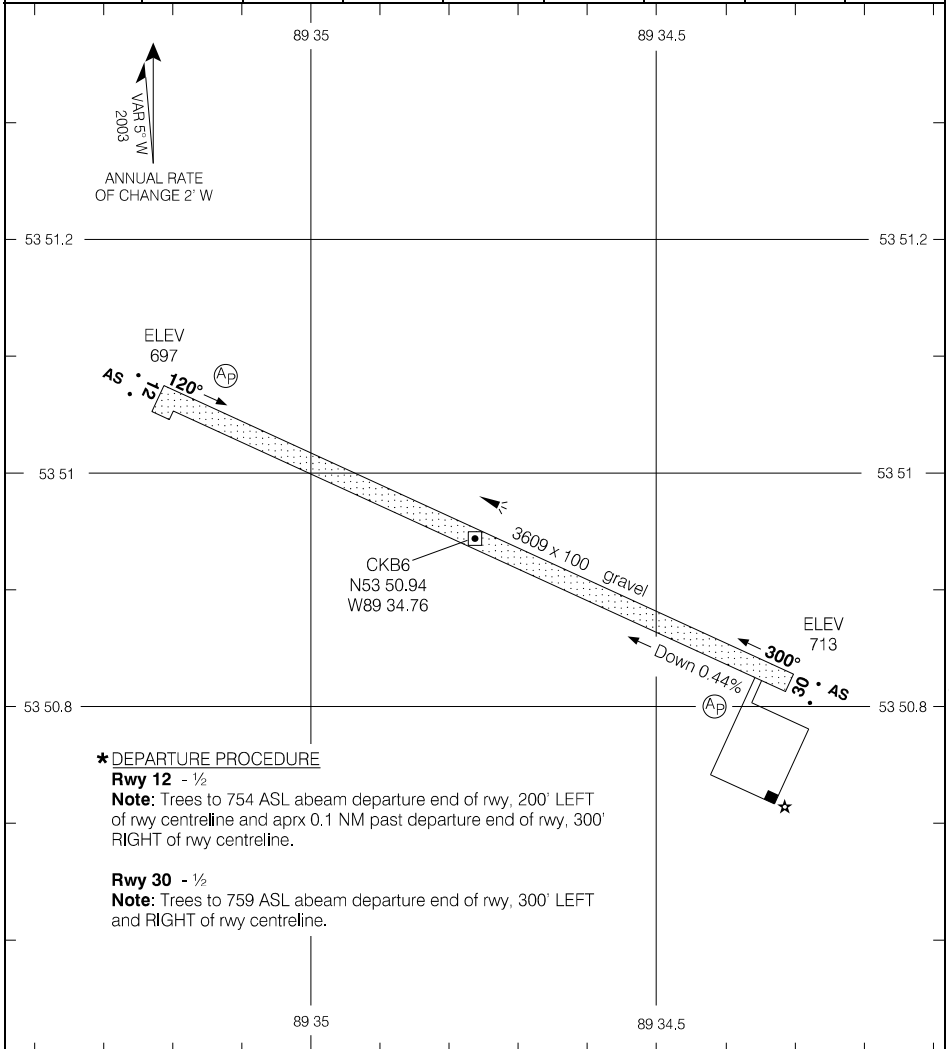 89 35
89 34.5
VAR 5° W
2003
ANNUAL RATE
OF CHANGE 2' W
53 51.2
53 51.2
ELEV
697
AS
12
120°
AP
53 51
53 51
3609 x 100 gravel
CKB6
N53 50.94
W89 34.76
ELEV
713
300°
30
AS
Down 0.44%
AP
53 50.8
53 50.8
* DEPARTURE PROCEDURE
Rwy 12 - ½
Note: Trees to 754 ASL abeam departure end of rwy, 200' LEFT
of rwy centreline and aprx 0.1 NM past departure end of rwy, 300'
RIGHT of rwy centreline.
Rwy 30 - ½
Note: Trees to 759 ASL abeam departure end of rwy, 300' LEFT
and RIGHT of rwy centreline.
89 35
89 34.5